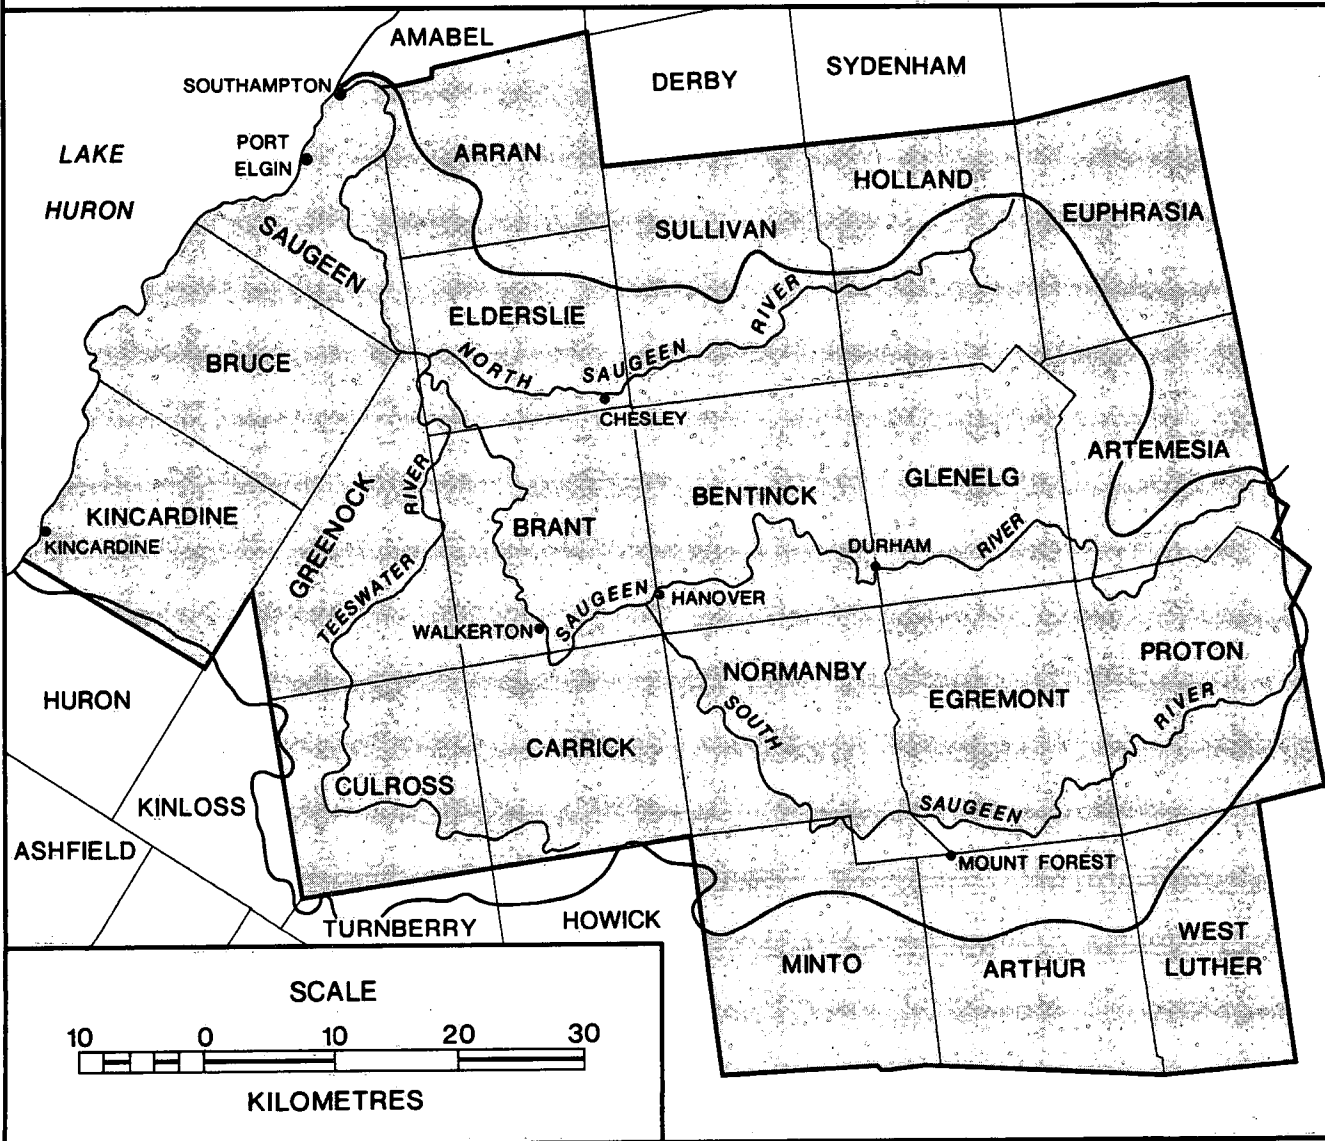 AMABEL
SOUTHAMPTON
DERBY
SYDENHAM
PORT
ELGIN
LAKE
HURON
ARRAN
HOLLAND
EUPHRASIA
SULLIVAN
SAUGEEN
ELDERSLIE
RIVER
NORTH
SAUGEEN
BRUCE
CHESLEY
ARTEMESIA
GLENELG
BENTINCK
RIVER
KINCARDINE
KINCARDINE
GREENOCK
BRANT
DURHAM
RIVER
TEESWATER
SAUGEEN
HANOVER
WALKERTON
PROTON
NORMANBY
EGREMONT
HURON
SOUTH
RIVER
CARRICK
CULROSS
KINLOSS
SAUGEEN
ASHFIELD
MOUNT FOREST
TURNBERRY
HOWICK
WEST
LUTHER
MINTO
ARTHUR
SCALE
10 0 10 20 30
KILOMETRES